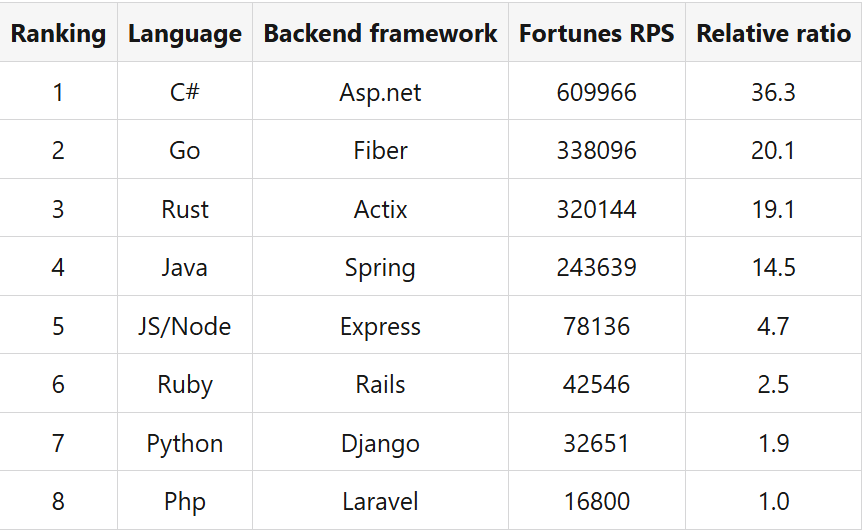 Ranking Language Backend framework Fortunes RPS Relative ratio
1 C# Asp.net 609966 36.3
2 Go Fiber 338096 20.1
3 Rust Actix 320144 19.1
4 Java Spring 243639 14.5
5 JS/Node Express 78136 4.7
6 Ruby Rails 42546 2.5
7 Python Django 32651 1.9
8 Php Laravel 16800 1.0